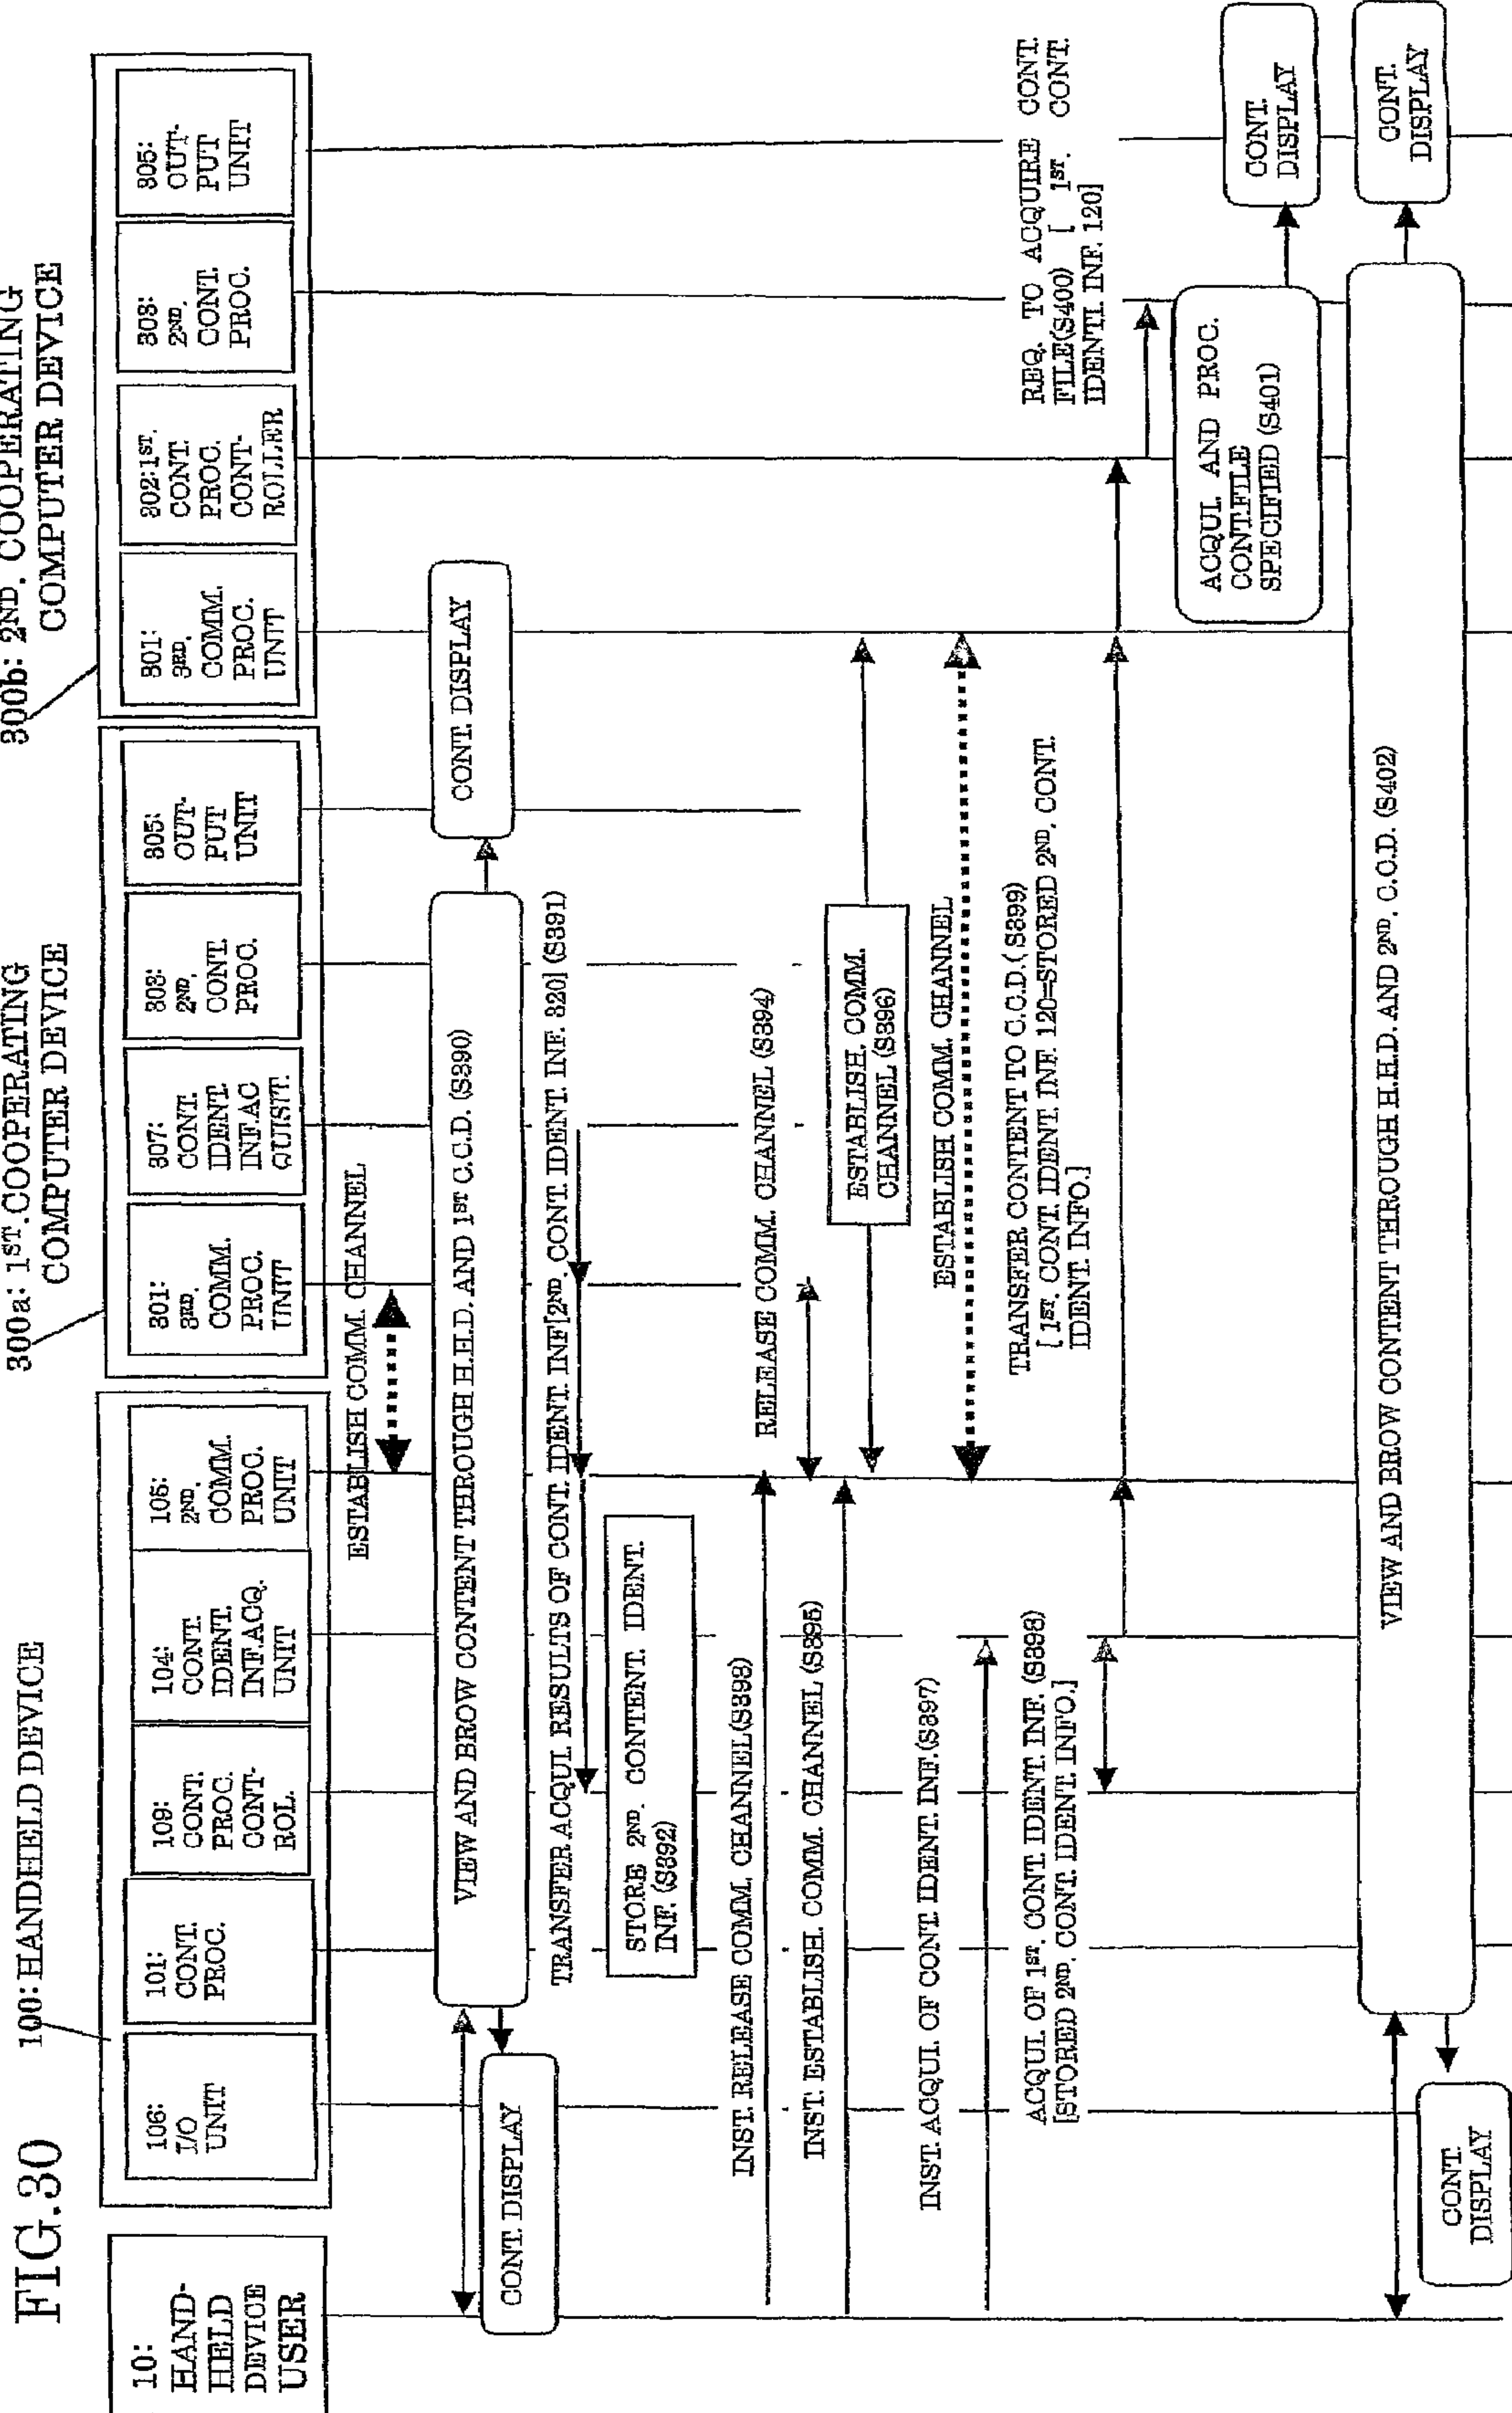 FIG.30
10:
HAND-
HELD
DEVICE
USER
100: HANDHELD DEVICE
106:
I/O
UNIT
101:
CONT.
PROC.
109:
CONT.
PROC.
CONT-
ROL.
104:
CONT.
IDENT.
INF.ACQ.
UNIT
105:
2ND.
COMM.
PROC.
UNIT
300a: 1ST. COOPERATING
COMPUTER DEVICE
301:
3RD.
COMM.
PROC.
UNIT
307:
CONT.
IDENT.
INF.AC
QUISIT.
303:
2ND.
CONT.
PROC.
305:
OUT-
PUT
UNIT
300b: 2ND. COOPERATING
COMPUTER DEVICE
301:
3RD.
COMM.
PROC.
UNIT
302:1ST.
CONT.
PROC.
CONT-
ROLLER
303:
2ND.
CONT.
PROC.
305:
OUT-
PUT
UNIT
ESTABLISH COMM. CHANNEL
VIEW AND BROW CONTENT THROUGH H.H.D. AND 1ST C.C.D. (S390)
CONT. DISPLAY
CONT. DISPLAY
TRANSFER ACQUI. RESULTS OF CONT. IDENT. INF[2ND. CONT. IDENT. INF. 320] (S391)
STORE 2ND. CONTENT IDENT.
INF. (S392)
INST. RELEASE COMM. CHANNEL(S393)
RELEASE COMM. CHANNEL (S394)
INST. ESTABLISH. COMM. CHANNEL (S395)
ESTABLISH. COMM.
CHANNEL (S396)
ESTABLISH COMM. CHANNEL
INST. ACQUI. OF CONT. IDENT. INF.(S397)
ACQUI. OF 1ST. CONT. IDENT. INF. (S398)
[STORED 2ND. CONT. IDENT. INFO.]
TRANSFER CONTENT TO C.C.D.( S399)
[ 1ST. CONT. IDENT. INF. 120=STORED 2ND. CONT.
IDENT. INFO.]
REQ. TO ACQUIRE CONT.
FILE(S400) [ 1ST. CONT.
IDENTI. INF. 120]
ACQUI. AND PROC.
CONT.FILE
SPECIFIED (S401)
CONT.
DISPLAY
VIEW AND BROW CONTENT THROUGH H.H.D. AND 2ND. C.C.D. (S402)
CONT.
DISPLAY
CONT.
DISPLAY